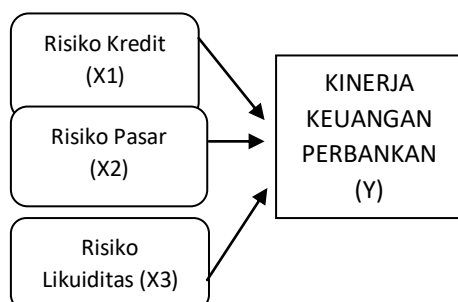 Risiko Kredit
(X1)
Risiko Pasar
(X2)
Risiko
Likuiditas (X3)
KINERJA
KEUANGAN
PERBANKAN
(Y)